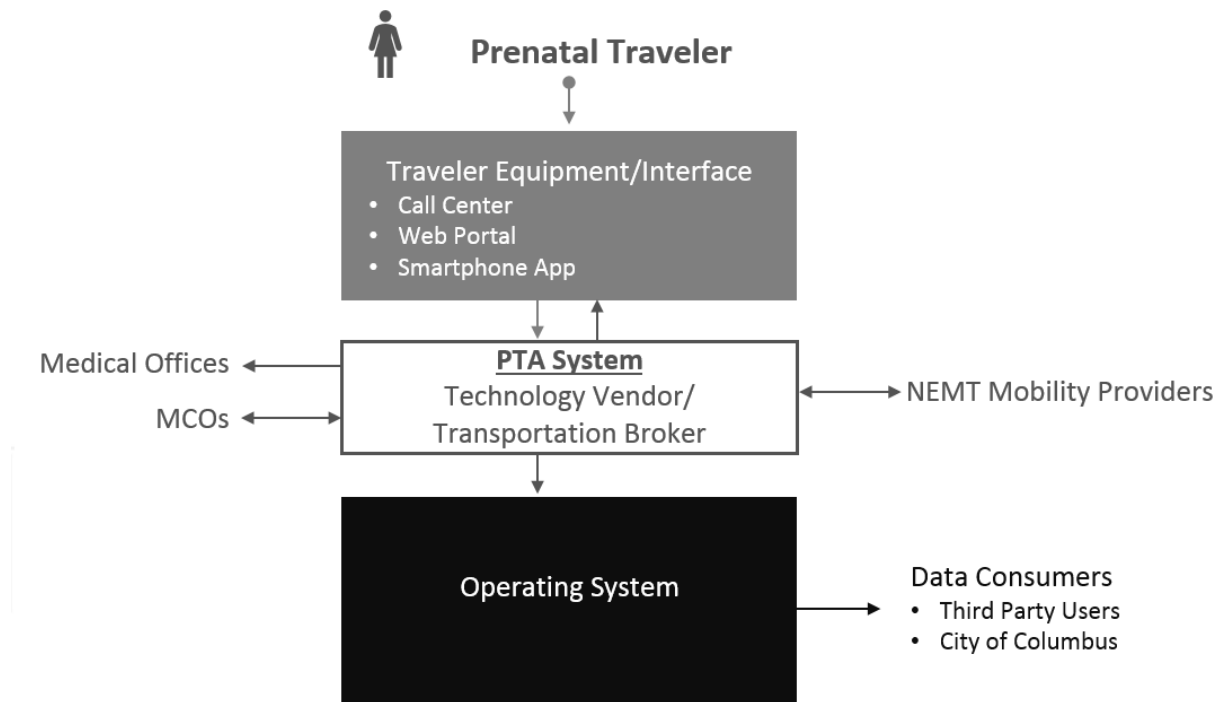 Prenatal Traveler
Traveler Equipment/Interface
• Call Center
• Web Portal
• Smartphone App
Medical Offices
MCOs
PTA System
Technology Vendor/
Transportation Broker
NEMT Mobility Providers
Operating System
Data Consumers
• Third Party Users
• City of Columbus